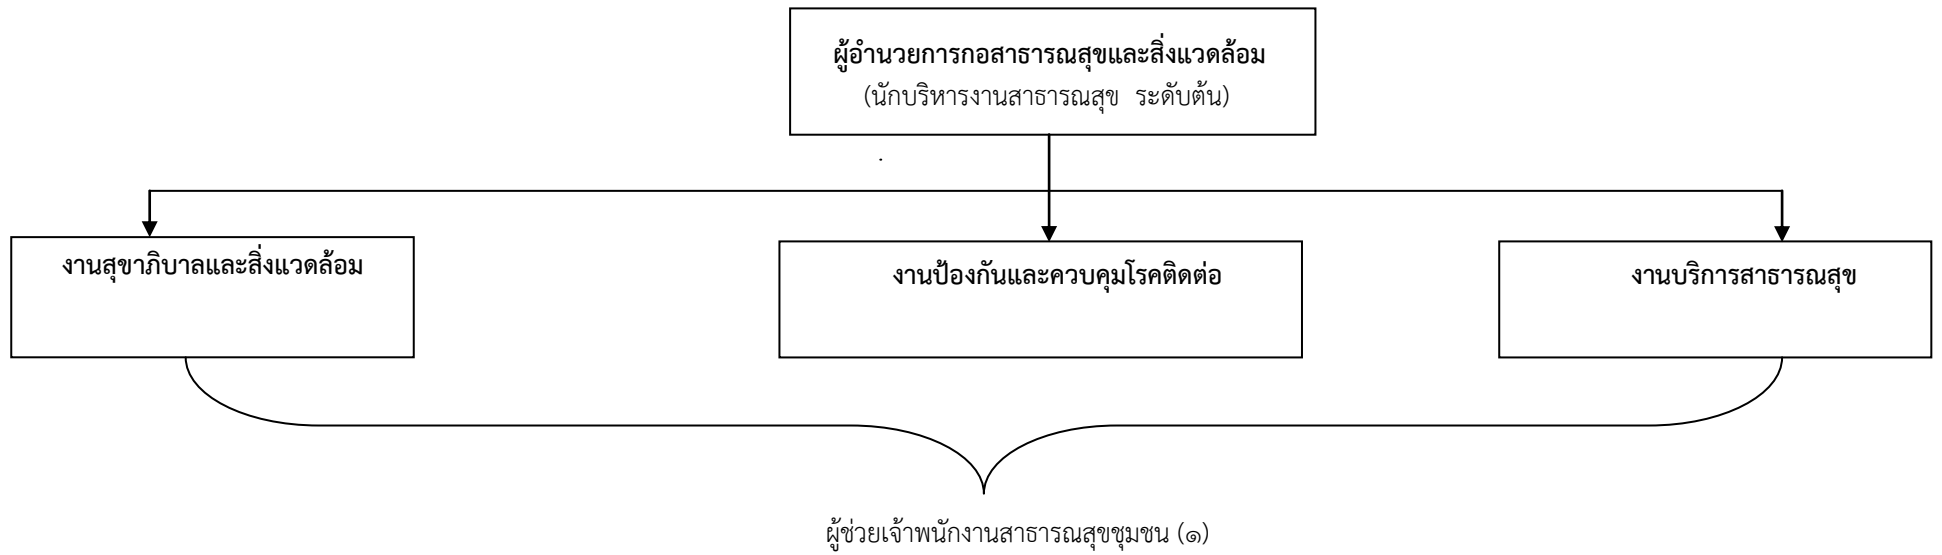 ผู้อำนวยการกอสาธารณสุขและสิ่งแวดล้อม
(นักบริหารงานสาธารณสุข ระดับต้น)
งานสุขาภิบาลและสิ่งแวดล้อม
งานป้องกันและควบคุมโรคติดต่อ
งานบริการสาธารณสุข
ผู้ช่วยเจ้าพนักงานสาธารณสุขชุมชน (๑)